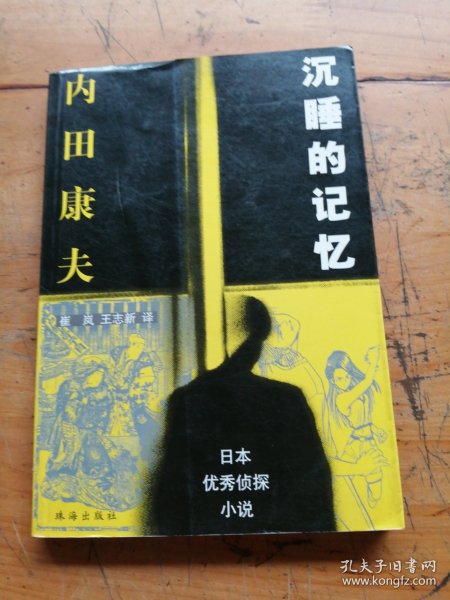 内田康夫
沉睡的记忆
崔 岚 王志新 译
日本
优秀侦探
小说
珠海出版社
孔夫子旧书网
www.kongfz.com